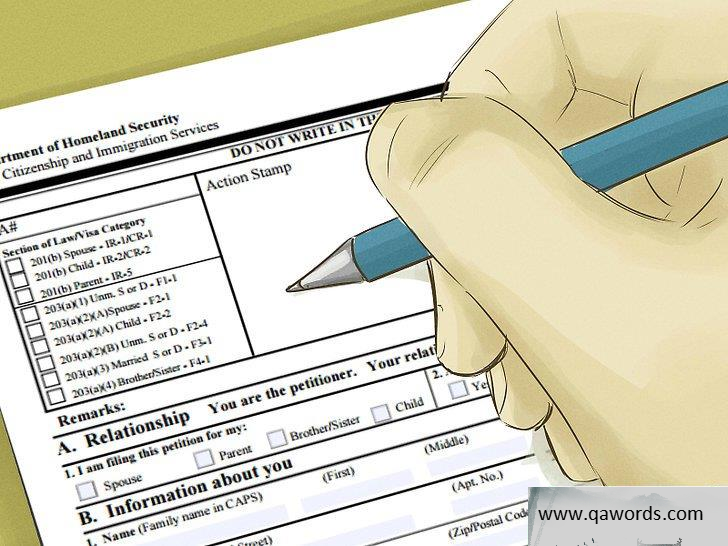 artment of Homeland Security
Citizenship and Immigration Services
DO NOT WRITE IN TH
A#
Action Stamp
Section of Law/Visa Category
201(b) Spouse - IR-1/CR-1
201(b) Child - IR-2/CR-2
201(b) Parent - IR-5
203(a)(1) Unm. S or D - F1-1
203(a)(2)(A)Spouse - F2-1
203(a)(2)(A) Child - F2-2
203(a)(2)(B) Unm. S or D - F2-4
203(a)(3) Married S or D - F3-1
203(a)(4) Brother/Sister - F4-1
Remarks:
A. Relationship You are the petitioner. Your relati
1. I am filing this petition for my: 2.
Spouse Parent Brother/Sister Child Ye
B. Information about you
1. Name (Family name in CAPS) (First) (Middle)
Street) (Apt. No.)
(Zip/Postal Code
www.qawords.com